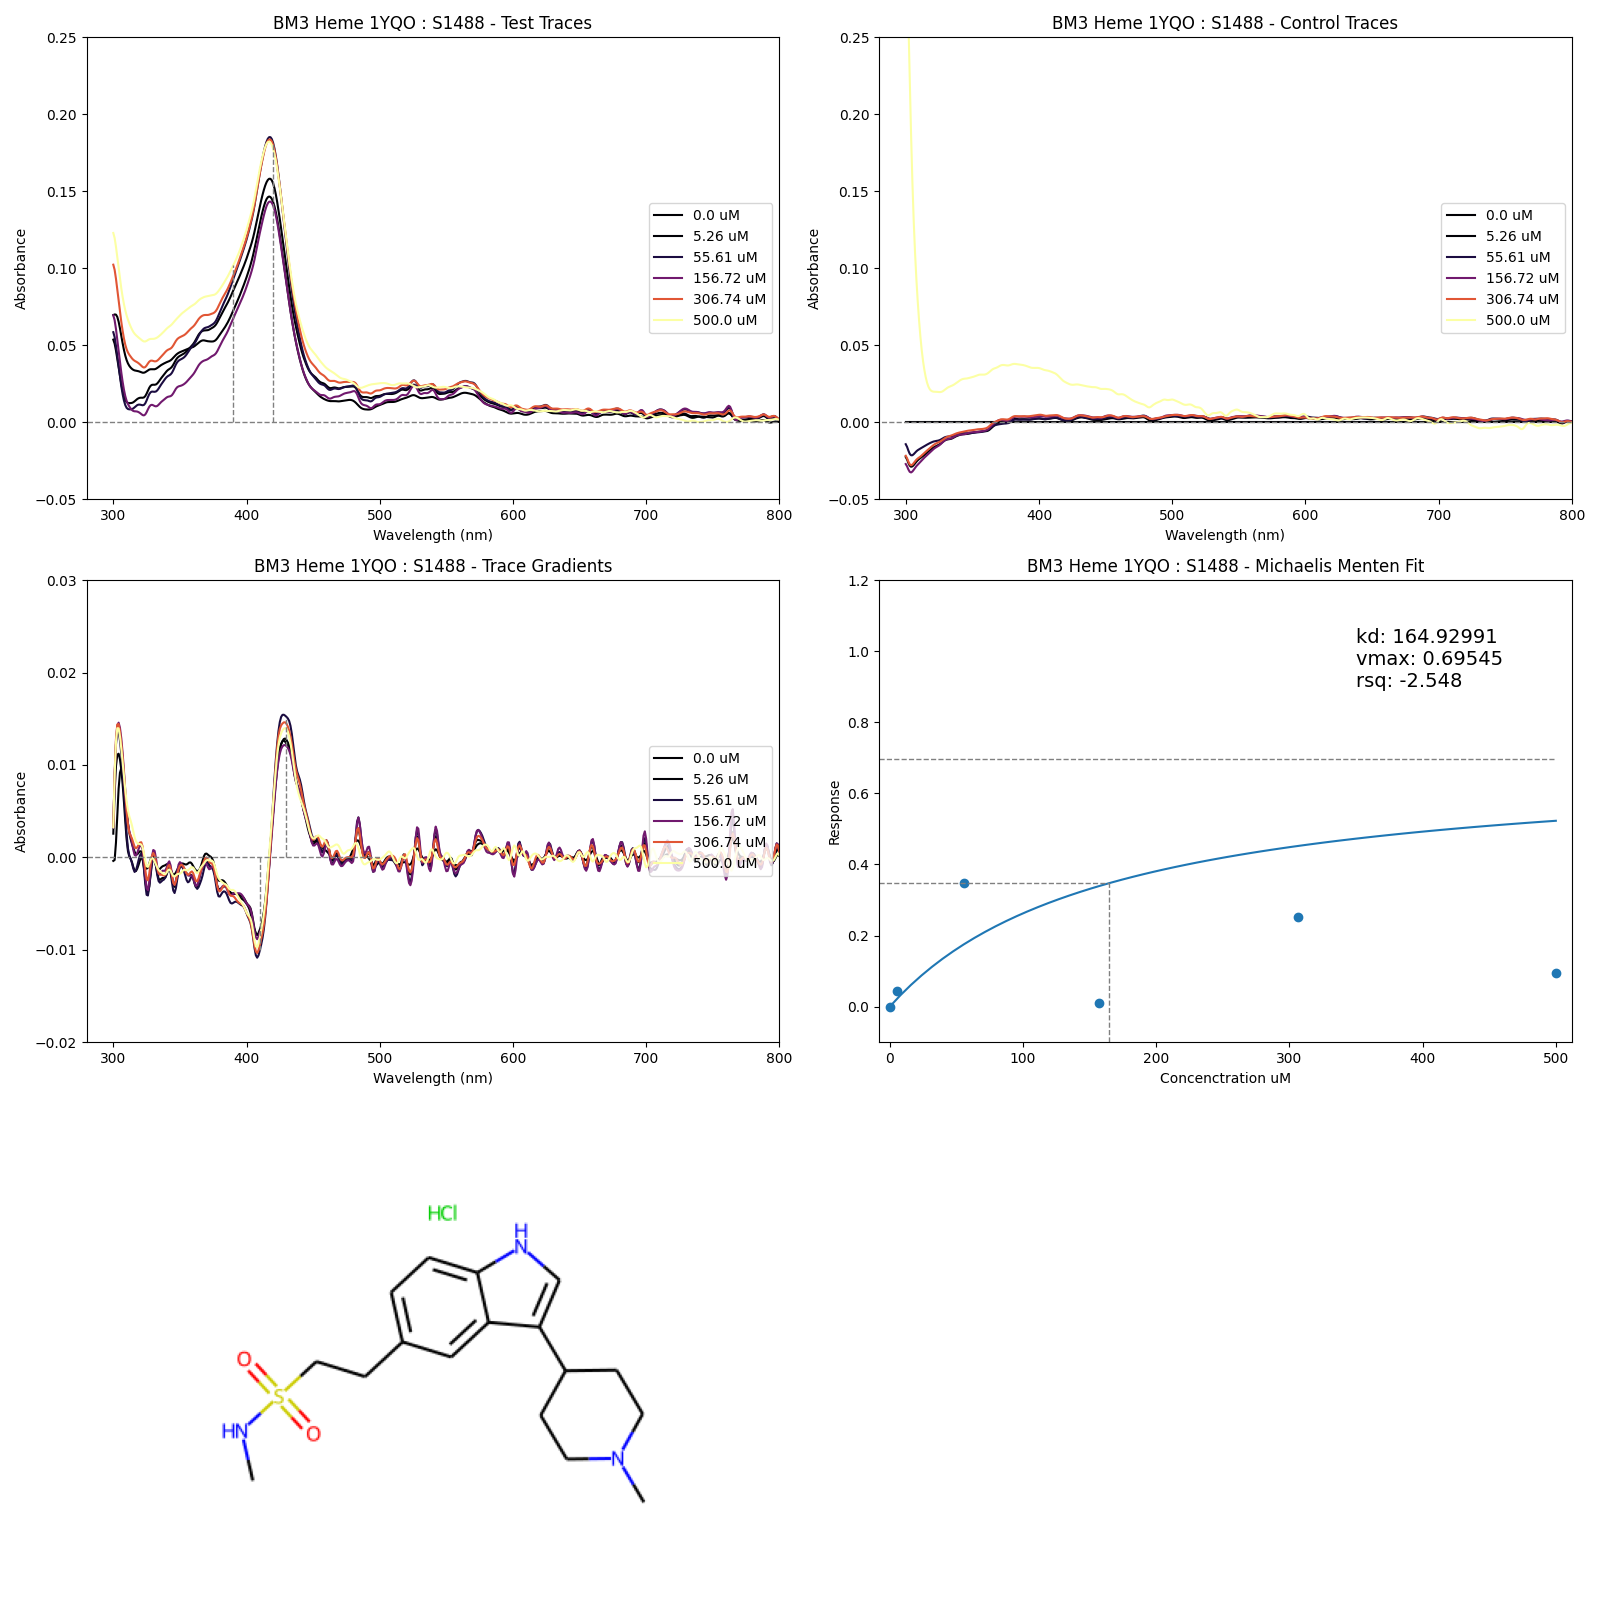 BM3 Heme 1YQO : S1488 - Test Traces
0.25
0.20
0.15
0.10
0.05
0.00
−0.05
Absorbance
300 400 500 600 700 800
Wavelength (nm)
0.0 uM
5.26 uM
55.61 uM
156.72 uM
306.74 uM
500.0 uM
BM3 Heme 1YQO : S1488 - Control Traces
0.25
0.20
0.15
0.10
0.05
0.00
−0.05
Absorbance
300 400 500 600 700 800
Wavelength (nm)
0.0 uM
5.26 uM
55.61 uM
156.72 uM
306.74 uM
500.0 uM
BM3 Heme 1YQO : S1488 - Trace Gradients
0.03
0.02
0.01
0.00
−0.01
−0.02
Absorbance
300 400 500 600 700 800
Wavelength (nm)
0.0 uM
5.26 uM
55.61 uM
156.72 uM
306.74 uM
500.0 uM
BM3 Heme 1YQO : S1488 - Michaelis Menten Fit
1.2
1.0
0.8
0.6
0.4
0.2
0.0
Response
kd: 164.92991
vmax: 0.69545
rsq: -2.548
0 100 200 300 400 500
Concenctration uM
HCl
H
N
O
S
HN
O
N